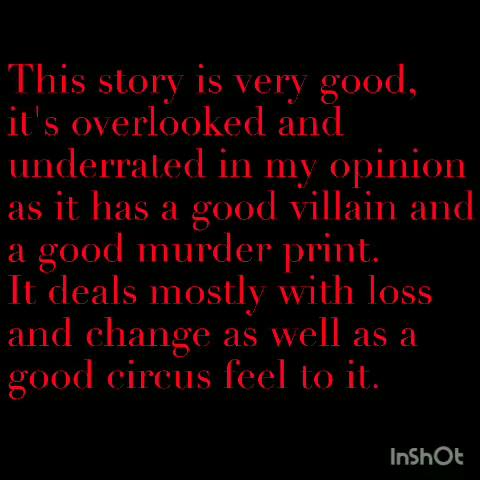 This story is very good,
it's overlooked and
underrated in my opinion
as it has a good villain and
a good murder print.
It deals mostly with loss
and change as well as a
good circus feel to it.
InShOt